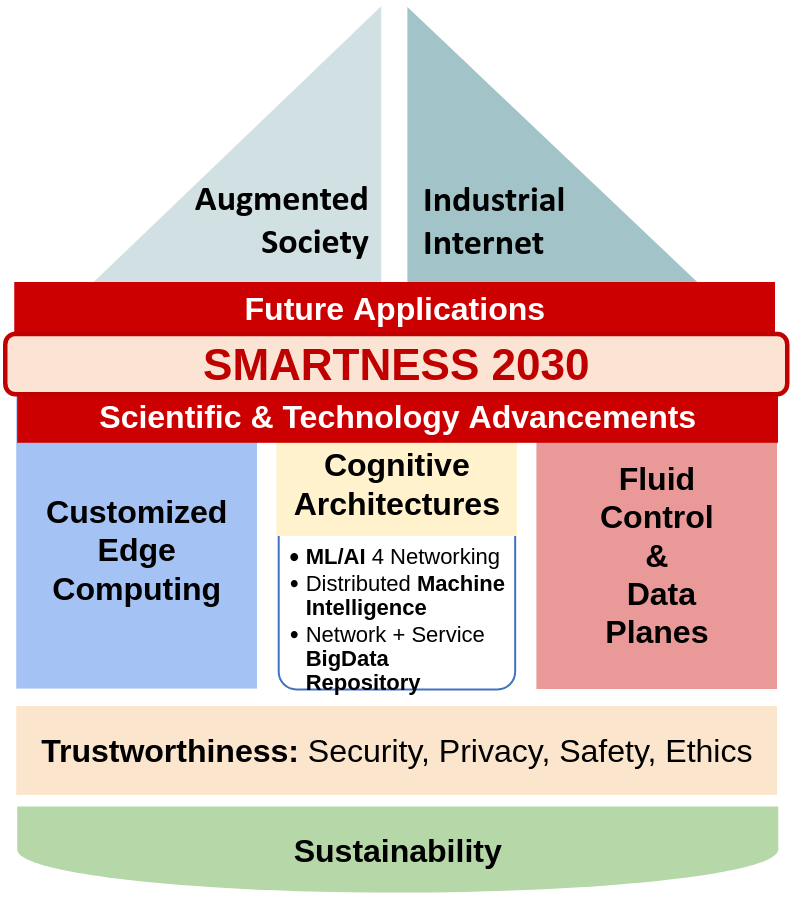 Augmented
Society
Industrial
Internet
Future Applications
SMARTNESS 2030
Scientific & Technology Advancements
Customized
Edge
Computing
Cognitive
Architectures
• ML/AI 4 Networking
• Distributed Machine
Intelligence
• Network + Service
BigData
Repository
Fluid
Control
&
Data
Planes
Trustworthiness: Security, Privacy, Safety, Ethics
Sustainability